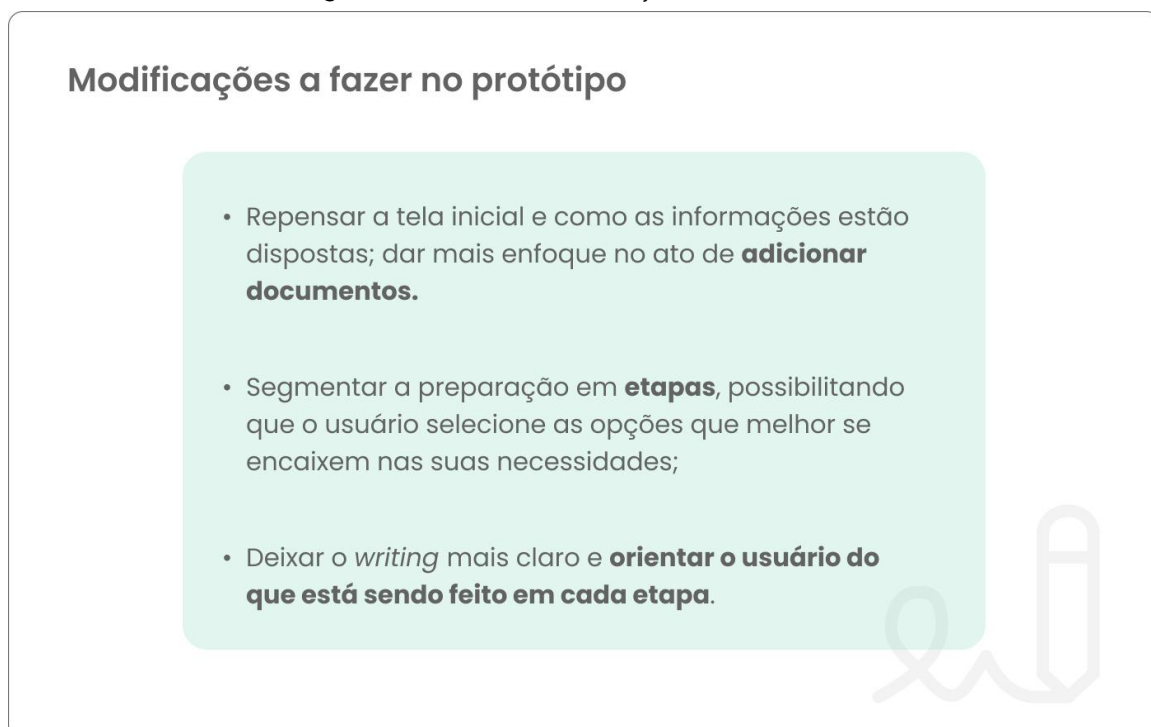 Modificações a fazer no protótipo
• Repensar a tela inicial e como as informações estão
dispostas; dar mais enfoque no ato de adicionar
documentos.
• Segmentar a preparação em etapas, possibilitando
que o usuário selecione as opções que melhor se
encaixem nas suas necessidades;
• Deixar o writing mais claro e orientar o usuário do
que está sendo feito em cada etapa.